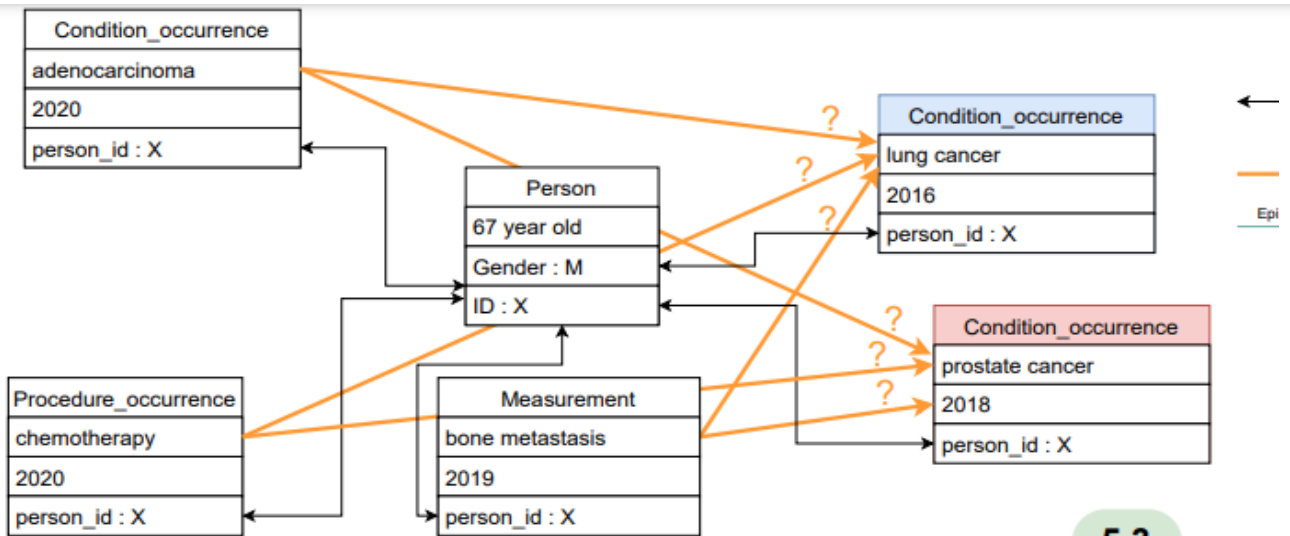 Condition_occurrence
adenocarcinoma
2020
person_id : X
Person
67 year old
Gender : M
ID : X
Procedure_occurrence
chemotherapy
2020
person_id : X
Measurement
bone metastasis
2019
person_id : X
?
?
?
Condition_occurrence
lung cancer
2016
person_id : X
?
?
?
Condition_occurrence
prostate cancer
2018
person_id : X
Epi